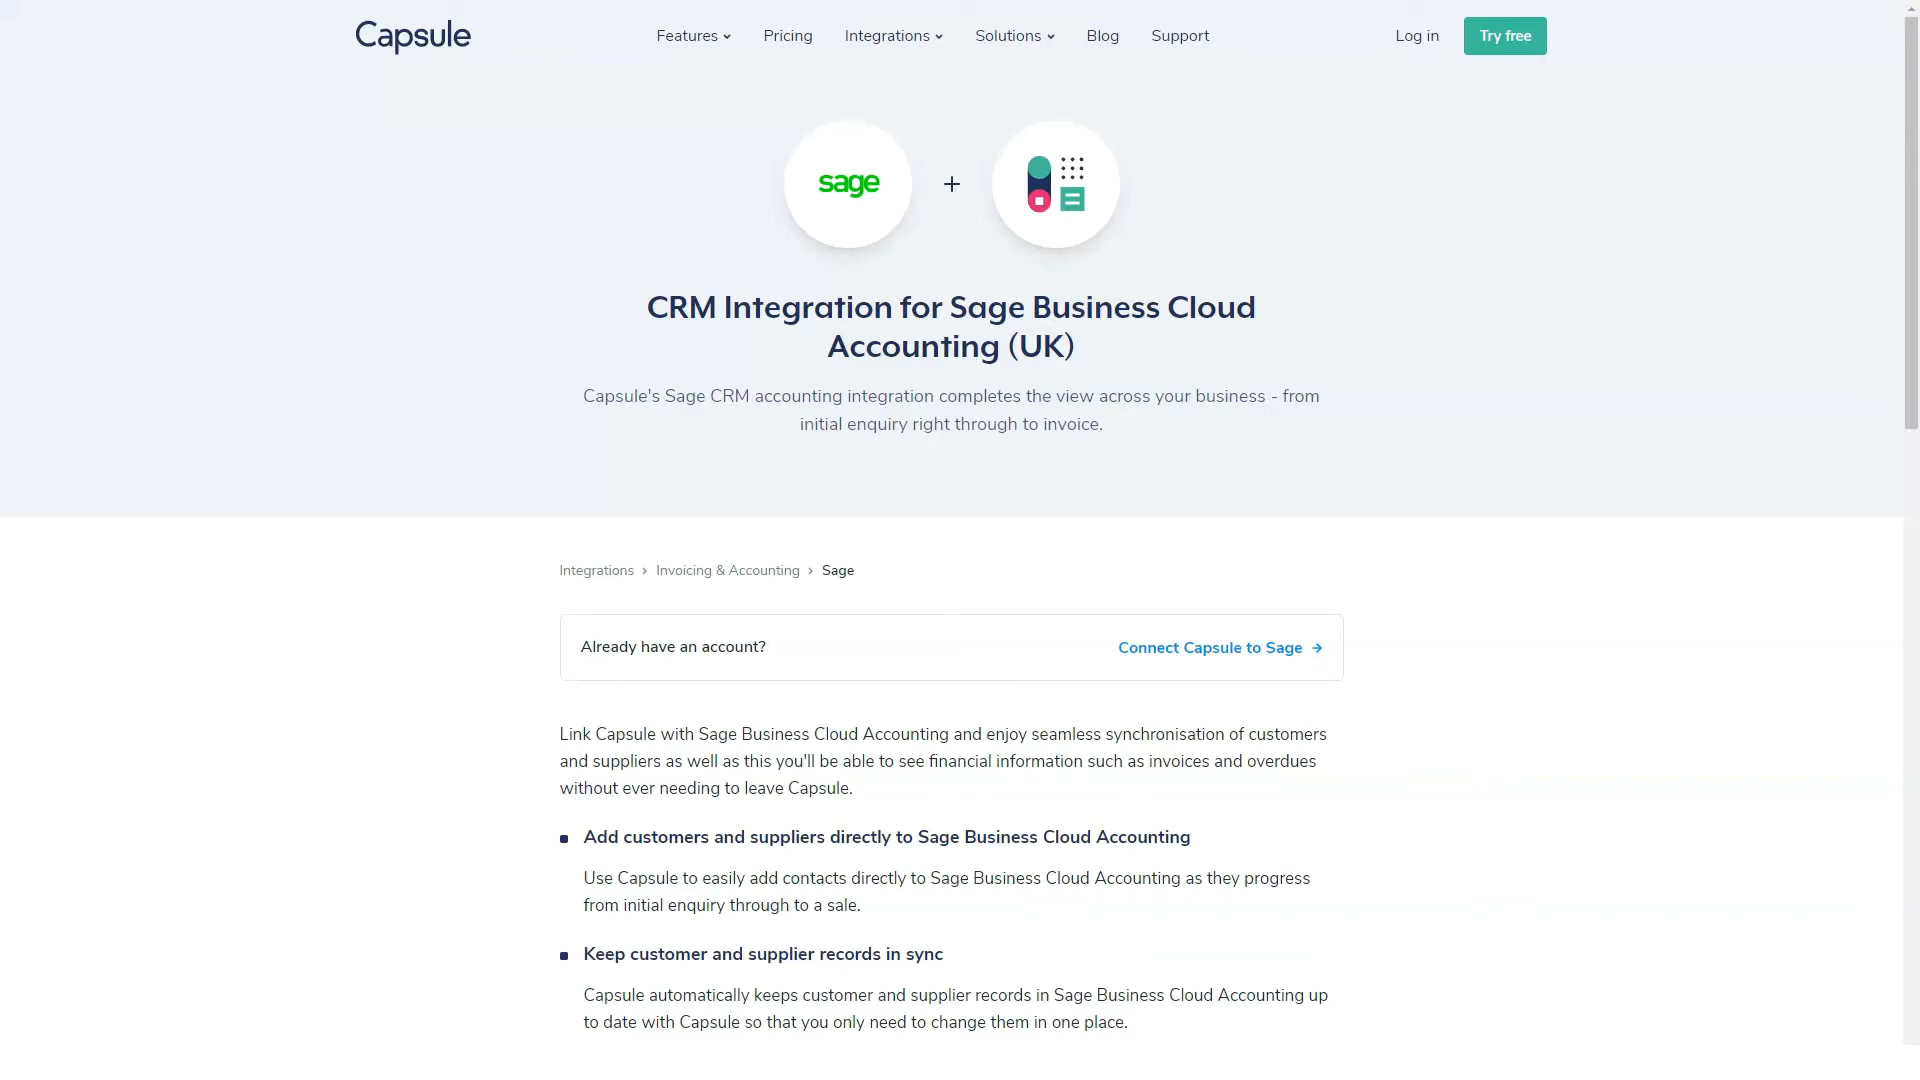 Capsule
Features
Pricing
Integrations
Solutions
Blog
Support
Log in
Try free
sage
+
CRM Integration for Sage Business Cloud
Accounting (UK)
Capsule's Sage CRM accounting integration completes the view across your business - from
initial enquiry right through to invoice.
Integrations › Invoicing & Accounting › Sage
Already have an account?
Connect Capsule to Sage →
Link Capsule with Sage Business Cloud Accounting and enjoy seamless synchronisation of customers
and suppliers as well as this you'll be able to see financial information such as invoices and overdues
without ever needing to leave Capsule.
Add customers and suppliers directly to Sage Business Cloud Accounting
Use Capsule to easily add contacts directly to Sage Business Cloud Accounting as they progress
from initial enquiry through to a sale.
Keep customer and supplier records in sync
Capsule automatically keeps customer and supplier records in Sage Business Cloud Accounting up
to date with Capsule so that you only need to change them in one place.